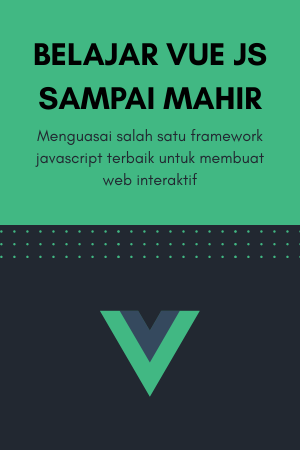 BELAJAR VUE JS
SAMPAI MAHIR
Menguasai salah satu framework
javascript terbaik untuk membuat
web interaktif